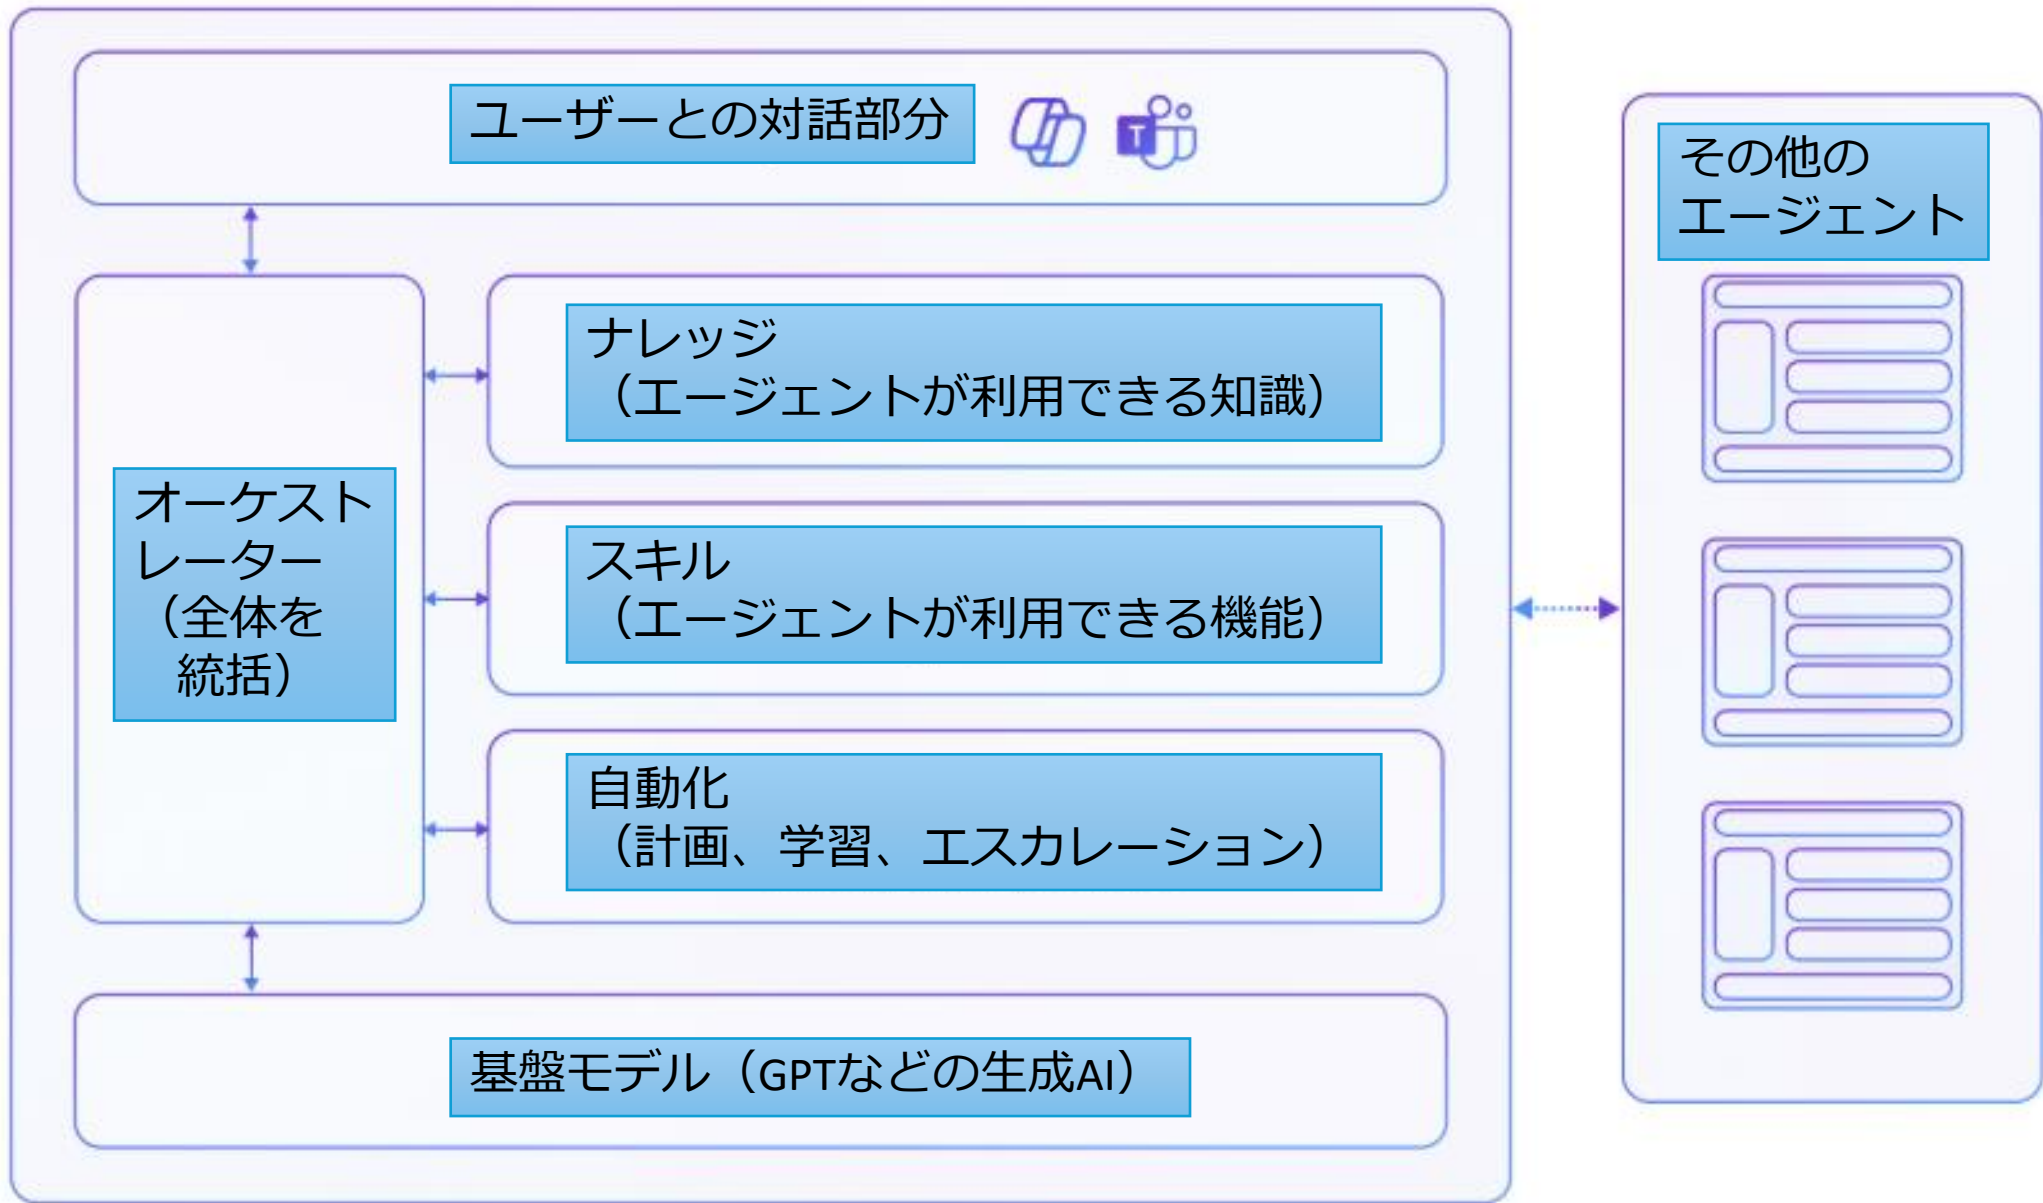 ユーザーとの対話部分
T
その他の
エージェント
ナレッジ
（エージェントが利用できる知識）
オーケスト
レーター
（全体を
統括）
スキル
（エージェントが利用できる機能）
自動化
（計画、学習、エスカレーション）
基盤モデル（GPTなどの生成AI）